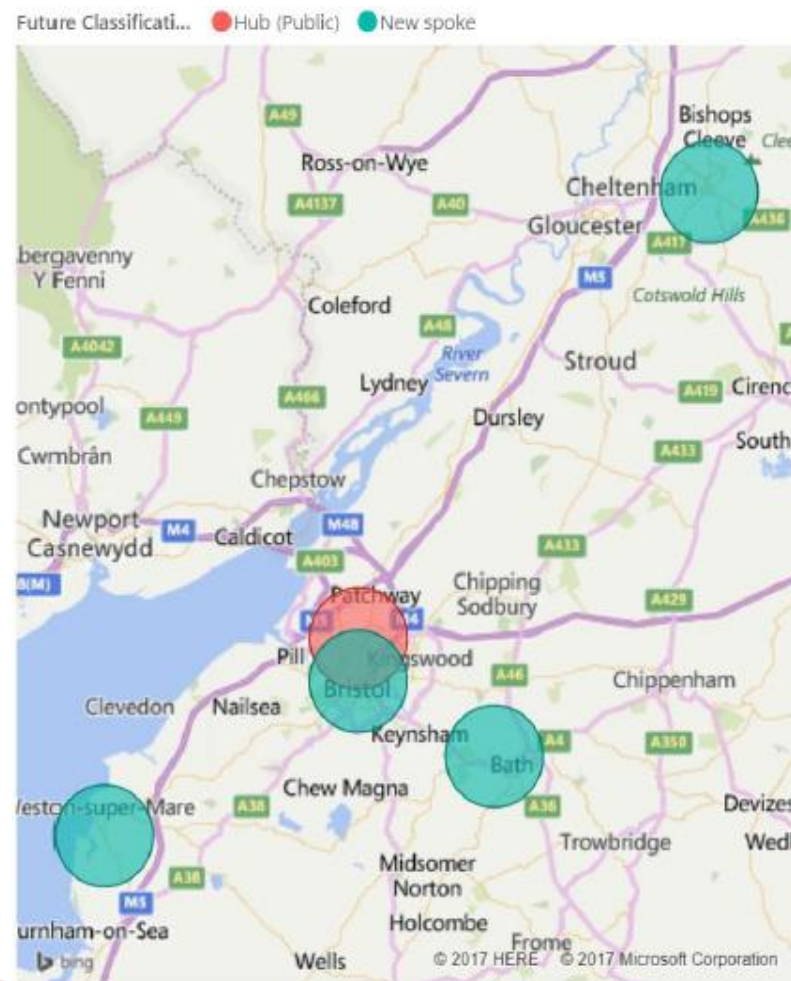 Future Classificati... Hub (Public) New spoke
A49
Bishops
Cleeve
Ross-on-Wye
Cheltenham
A4137
A40
Gloucester
A436
bergavenny
Y Fenni
M5
Cotswold Hills
Coleford
A48
A4042
River
Severn
Stroud
Lydney
A466
A419
Cirenc
ontypool
A449
Dursley
South
Cwmbrân
A433
Chepstow
Newport
Casnewydd
M4
Caldicot
M48
A403
A433
8(M)
Patchway
Chipping
Sodbury
A429
M4
Pill
Kingswood
A46
Chippenham
Bristol
Clevedon
Nailsea
Keynsham
A4
A350
Bath
Chew Magna
eston-super-Mare
A38
A36
Devizes
Trowbridge
Wed
Midsomer
Norton
A38
M5
Holcombe
urnham-on-Sea
Frome
Wells
bing
© 2017 HERE © 2017 Microsoft Corporation